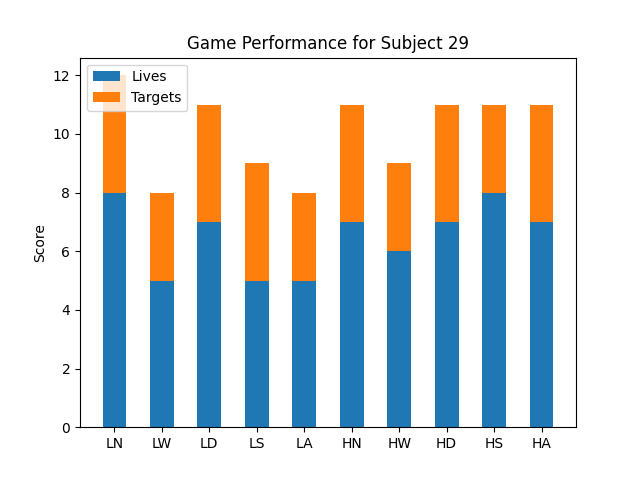 Game Performance for Subject 29
Lives
Targets
Score
12
10
8
6
4
2
0
LN LW LD LS LA HN HW HD HS HA